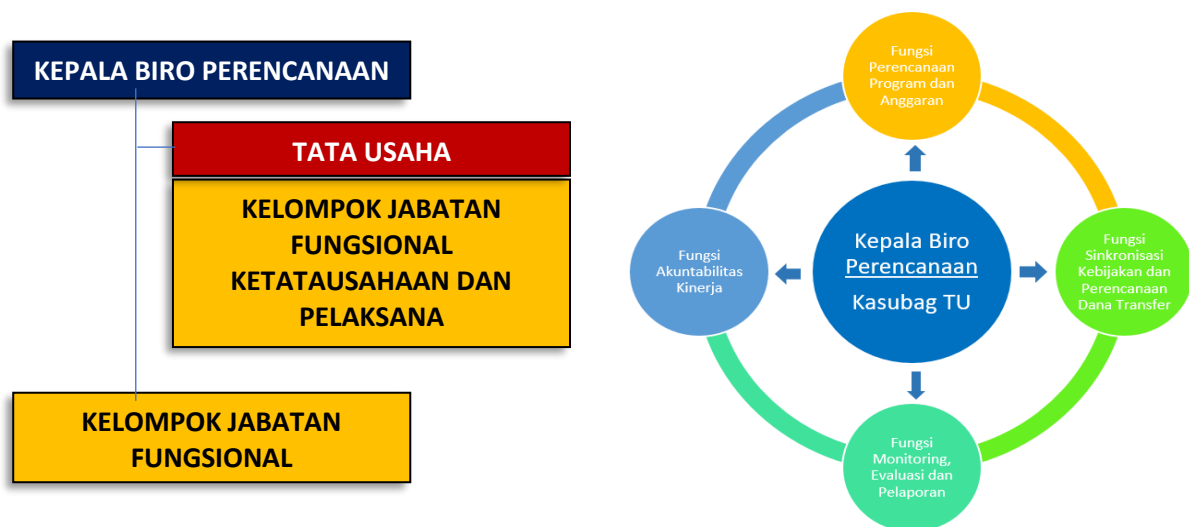 KEPALA BIRO PERENCANAAN
TATA USAHA
KELOMPOK JABATAN
FUNGSIONAL
KETATAUSAHAAN DAN
PELAKSANA
KELOMPOK JABATAN
FUNGSIONAL
Fungsi
Perencanaan
Program dan
Anggaran
Fungsi
Akuntabilitas
Kinerja
Kepala Biro
Perencanaan
Kasubag TU
Fungsi
Sinkronisasi
Kebijakan dan
Perencanaan
Dana Transfer
Fungsi
Monitoring,
Evaluasi dan
Pelaporan